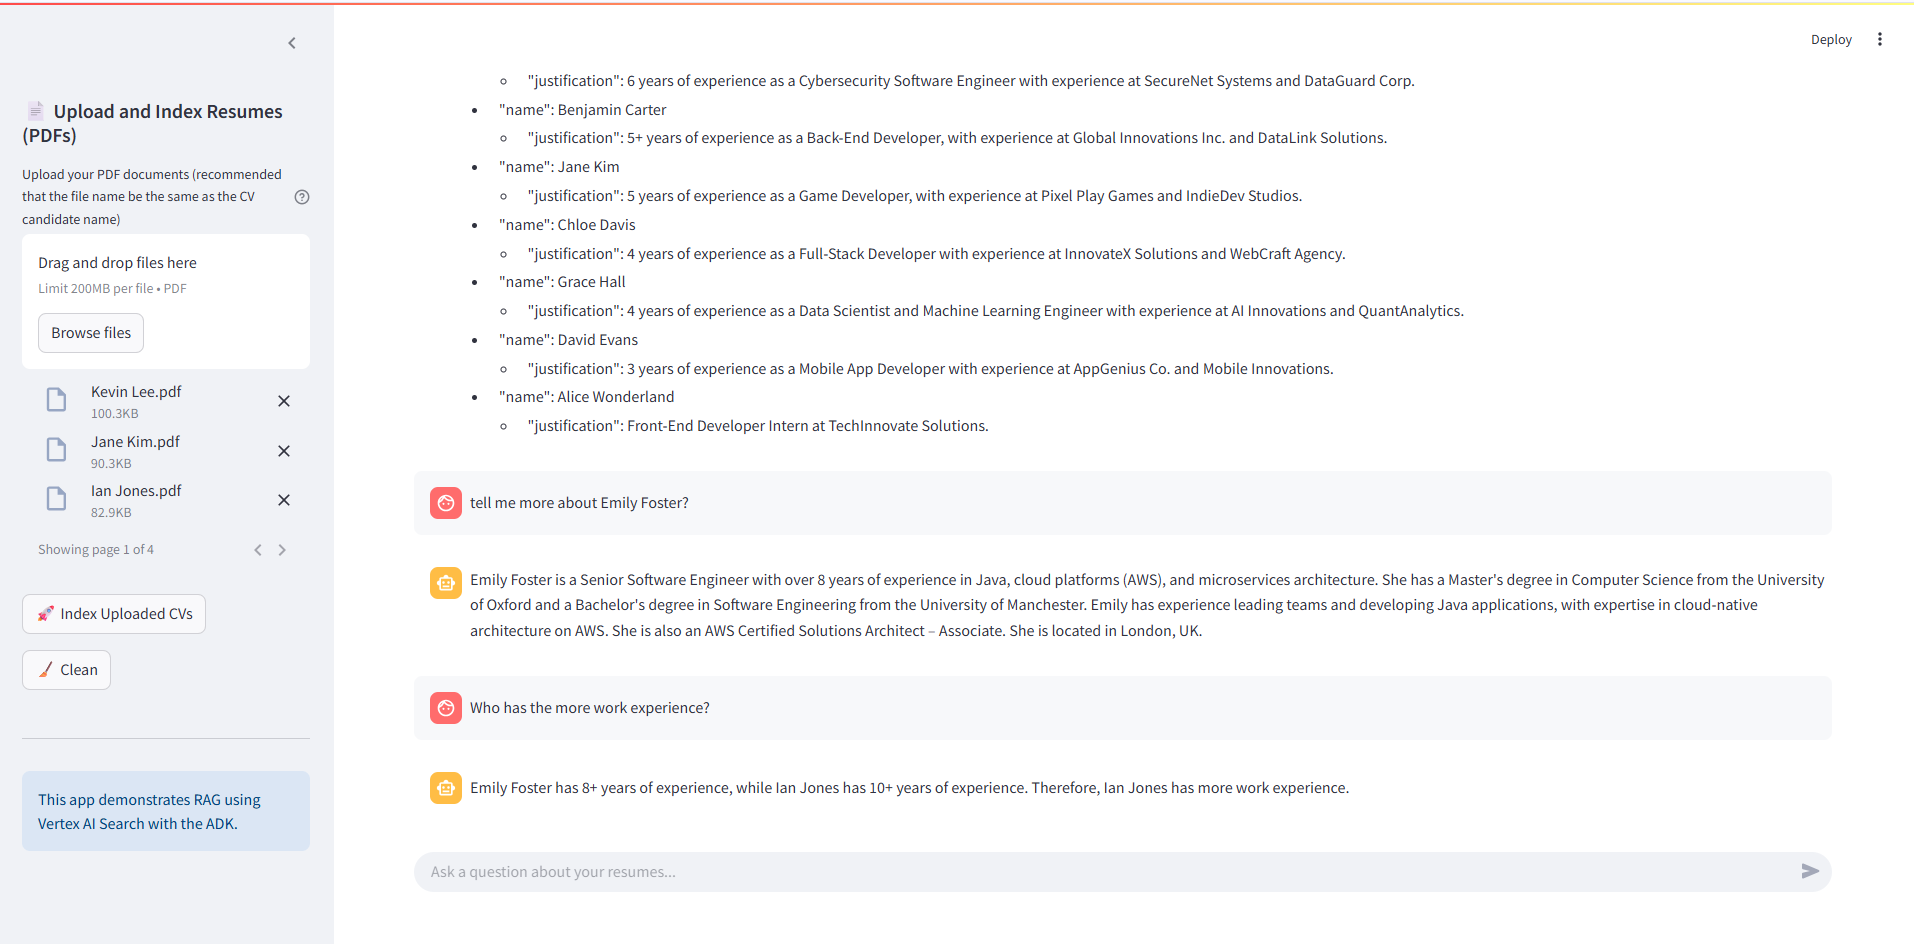 Deploy
Upload and Index Resumes
(PDFs)
Upload your PDF documents (recommended
that the file name be the same as the CV
candidate name)
Drag and drop files here
Limit 200MB per file • PDF
Browse files
Kevin Lee.pdf
100.3KB
Jane Kim.pdf
90.3KB
Ian Jones.pdf
82.9KB
Showing page 1 of 4
Index Uploaded CVs
Clean
This app demonstrates RAG using
Vertex AI Search with the ADK.
"justification": 6 years of experience as a Cybersecurity Software Engineer with experience at SecureNet Systems and DataGuard Corp.
"name": Benjamin Carter
"justification": 5+ years of experience as a Back-End Developer, with experience at Global Innovations Inc. and DataLink Solutions.
"name": Jane Kim
"justification": 5 years of experience as a Game Developer, with experience at Pixel Play Games and IndieDev Studios.
"name": Chloe Davis
"justification": 4 years of experience as a Full-Stack Developer with experience at InnovateX Solutions and WebCraft Agency.
"name": Grace Hall
"justification": 4 years of experience as a Data Scientist and Machine Learning Engineer with experience at AI Innovations and QuantAnalytics.
"name": David Evans
"justification": 3 years of experience as a Mobile App Developer with experience at AppGenius Co. and Mobile Innovations.
"name": Alice Wonderland
"justification": Front-End Developer Intern at TechInnovate Solutions.
tell me more about Emily Foster?
Emily Foster is a Senior Software Engineer with over 8 years of experience in Java, cloud platforms (AWS), and microservices architecture. She has a Master's degree in Computer Science from the University
of Oxford and a Bachelor's degree in Software Engineering from the University of Manchester. Emily has experience leading teams and developing Java applications, with expertise in cloud-native
architecture on AWS. She is also an AWS Certified Solutions Architect – Associate. She is located in London, UK.
Who has the more work experience?
Emily Foster has 8+ years of experience, while Ian Jones has 10+ years of experience. Therefore, Ian Jones has more work experience.
Ask a question about your resumes...